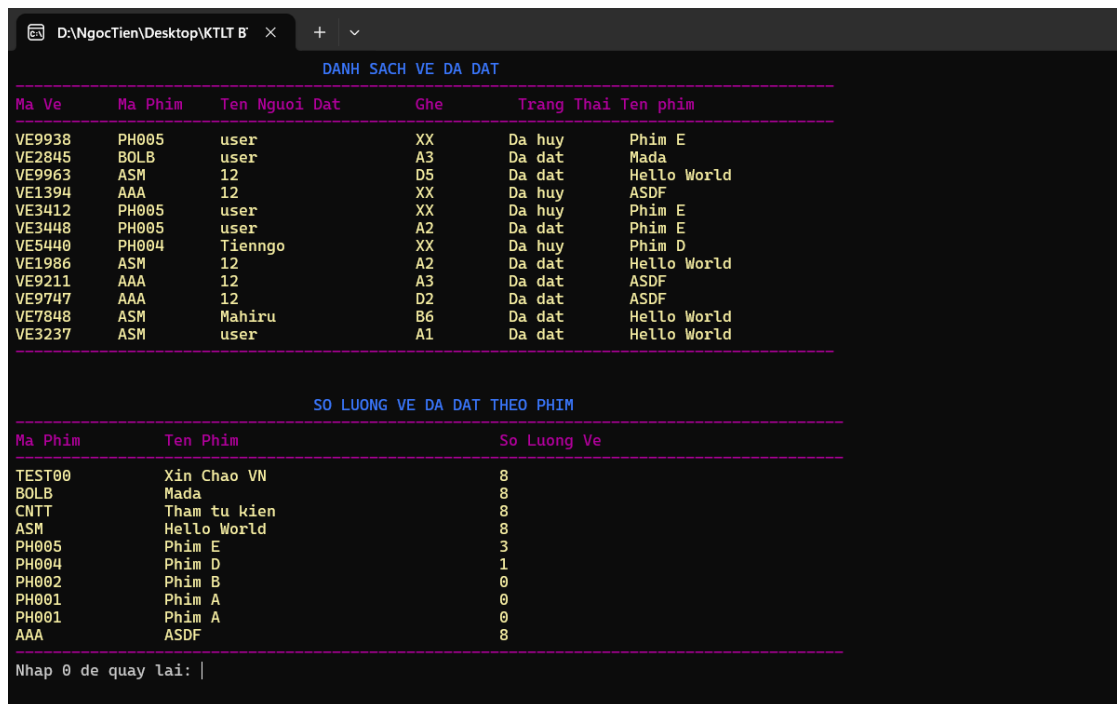 D:\NgocTien\Desktop\KTLT B
DANH SACH VE DA DAT
Ma Ve Ma Phim Ten Nguoi Dat Ghe Trang Thai Ten phim
VE9938 PH005 user XX Da huy Phim E
VE2845 BOLB user A3 Da dat Mada
VE9963 ASM 12 D5 Da dat Hello World
VE1394 AAA 12 XX Da huy ASDF
VE3412 PH005 user XX Da huy Phim E
VE3448 PH005 user A2 Da dat Phim E
VE5440 PH004 Tienngo XX Da huy Phim D
VE1986 ASM 12 A2 Da dat Hello World
VE9211 AAA 12 A3 Da dat ASDF
VE9747 AAA 12 D2 Da dat ASDF
VE7848 ASM Mahiru B6 Da dat Hello World
VE3237 ASM user A1 Da dat Hello World
SO LUONG VE DA DAT THEO PHIM
Ma Phim Ten Phim So Luong Ve
TEST00 Xin Chao VN 8
BOLB Mada 8
CNTT Tham tu kien 8
ASM Hello World 8
PH005 Phim E 3
PH004 Phim D 1
PH002 Phim B 0
PH001 Phim A 0
PH001 Phim A 0
AAA ASDF 8
Nhap 0 de quay lai: